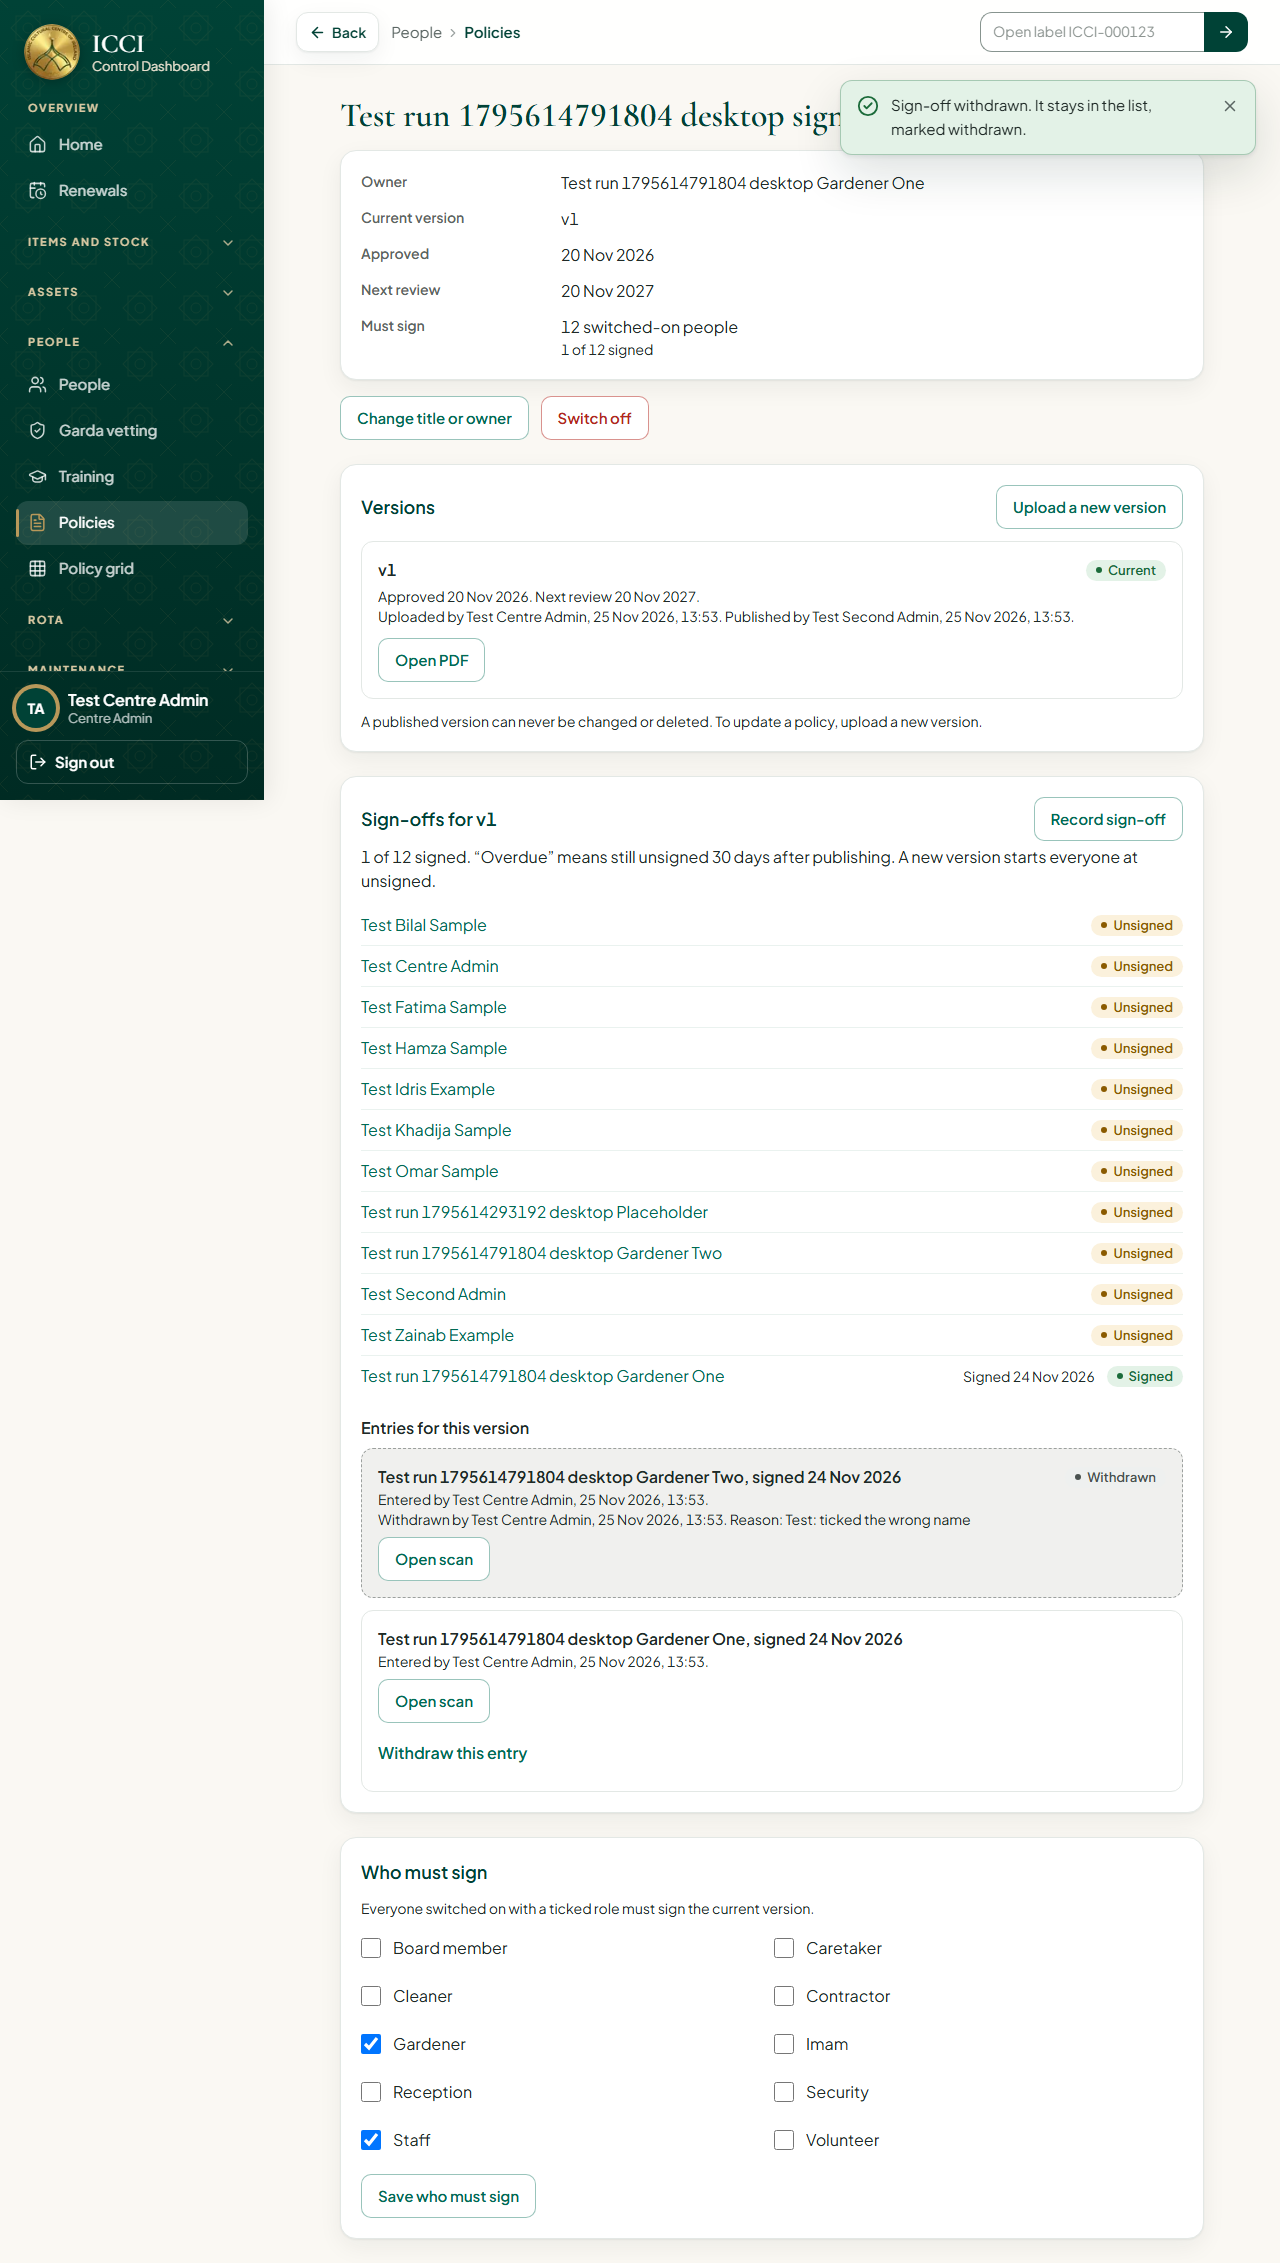 ICCI
Control Dashboard
OVERVIEW
Home
Renewals
ITEMS AND STOCK
ASSETS
PEOPLE
People
Garda vetting
Training
Policies
Policy grid
ROTA
MAINTENANCE
TA
Test Centre Admin
Centre Admin
Sign out
Back
People
Policies
Open label ICCI-000123
Sign-off withdrawn. It stays in the list,
marked withdrawn.
Test run 1795614791804 desktop sign
Owner
Test run 1795614791804 desktop Gardener One
Current version
v1
Approved
20 Nov 2026
Next review
20 Nov 2027
Must sign
12 switched-on people
1 of 12 signed
Change title or owner
Switch off
Versions
Upload a new version
v1
Current
Approved 20 Nov 2026. Next review 20 Nov 2027.
Uploaded by Test Centre Admin, 25 Nov 2026, 13:53. Published by Test Second Admin, 25 Nov 2026, 13:53.
Open PDF
A published version can never be changed or deleted. To update a policy, upload a new version.
Sign-offs for v1
Record sign-off
1 of 12 signed. “Overdue” means still unsigned 30 days after publishing. A new version starts everyone at
unsigned.
Test Bilal Sample
Unsigned
Test Centre Admin
Unsigned
Test Fatima Sample
Unsigned
Test Hamza Sample
Unsigned
Test Idris Example
Unsigned
Test Khadija Sample
Unsigned
Test Omar Sample
Unsigned
Test run 1795614293192 desktop Placeholder
Unsigned
Test run 1795614791804 desktop Gardener Two
Unsigned
Test Second Admin
Unsigned
Test Zainab Example
Unsigned
Test run 1795614791804 desktop Gardener One
Signed 24 Nov 2026
Signed
Entries for this version
Test run 1795614791804 desktop Gardener Two, signed 24 Nov 2026
Withdrawn
Entered by Test Centre Admin, 25 Nov 2026, 13:53.
Withdrawn by Test Centre Admin, 25 Nov 2026, 13:53. Reason: Test: ticked the wrong name
Open scan
Test run 1795614791804 desktop Gardener One, signed 24 Nov 2026
Entered by Test Centre Admin, 25 Nov 2026, 13:53.
Open scan
Withdraw this entry
Who must sign
Everyone switched on with a ticked role must sign the current version.
Board member
Caretaker
Cleaner
Contractor
Gardener
Imam
Reception
Security
Staff
Volunteer
Save who must sign